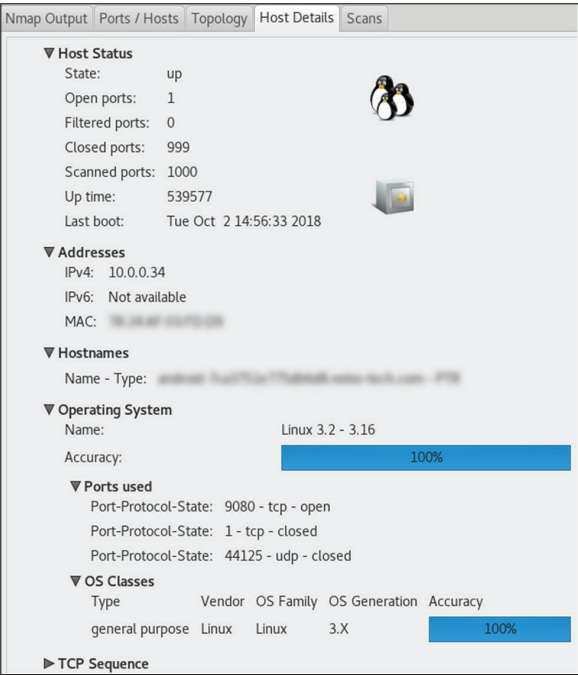 Nmap Output Ports / Hosts Topology Host Details Scans
Host Status
State: up
Open ports: 1
Filtered ports: 0
Closed ports: 999
Scanned ports: 1000
Up time: 539577
Last boot: Tue Oct 2 14:56:33 2018
Addresses
IPv4: 10.0.0.34
IPv6: Not available
MAC:
Hostnames
Name - Type:
Operating System
Name: Linux 3.2 - 3.16
Accuracy: 100%
Ports used
Port-Protocol-State: 9080 - tcp - open
Port-Protocol-State: 1 - tcp - closed
Port-Protocol-State: 44125 - udp - closed
OS Classes
Type Vendor OS Family OS Generation Accuracy
general purpose Linux Linux 3.X 100%
TCP Sequence